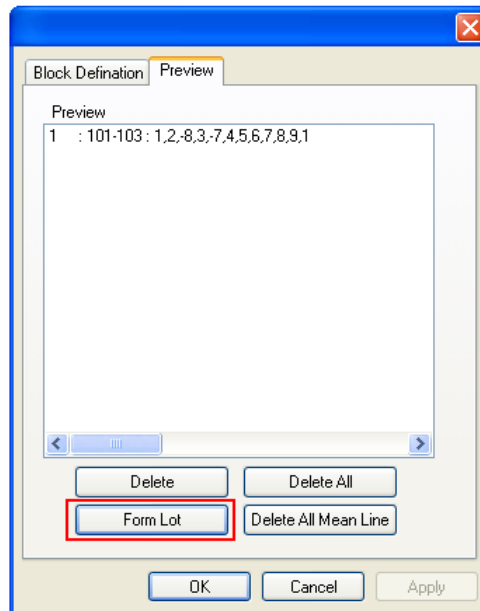 Block Defination Preview
Preview
1 : 101-103 : 1,2,-8,3,-7,4,5,6,7,8,9,1
Delete Delete All
Form Lot Delete All Mean Line
OK Cancel Apply